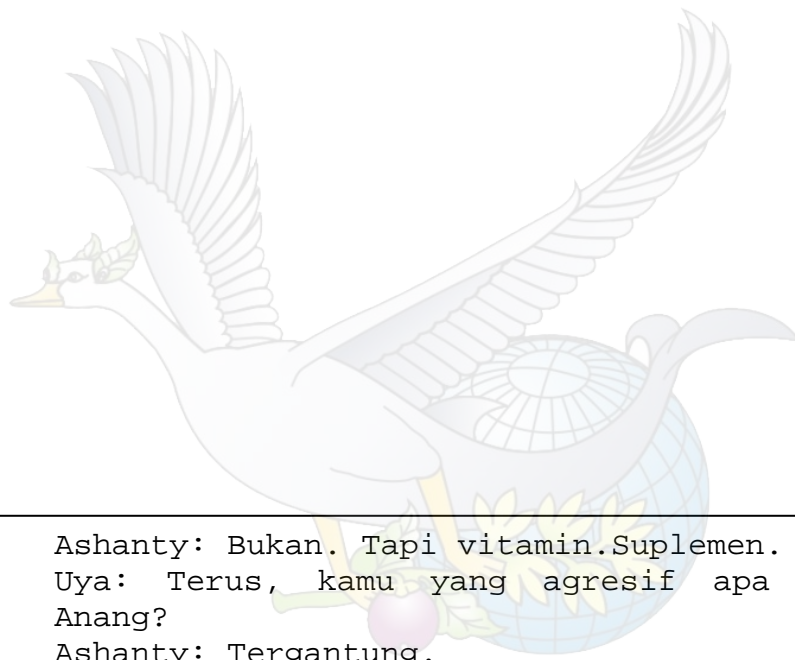 Ashanty: Bukan. Tapi vitamin.Suplemen.
Uya: Terus, kamu yang agresif apa
Anang?
Ashanty: Tergantung.